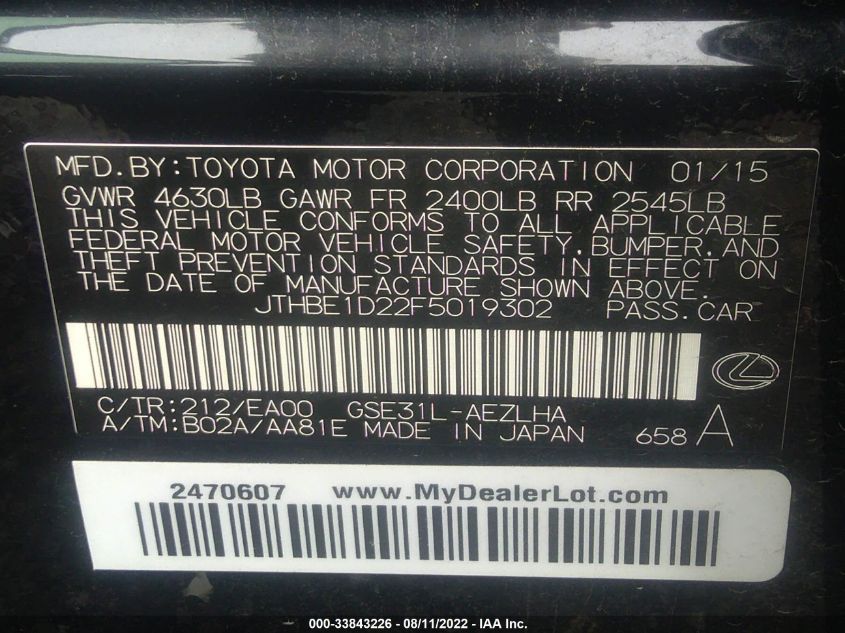 MFD.BY:TOYOTA MOTOR CORPORATION 01/15
GVWR 4630LB GAWR FR 2400LB RR 2545LB
THIS VEHICLE CONFORMS TO ALL APPLICABLE
FEDERAL MOTOR VEHICLE SAFETY,BUMPER,AND
THEFT PREVENTION STANDARDS IN EFFECT ON
THE DATE OF MANUFACTURE SHOWN ABOVE.
JTHBE1D22F5019302 PASS.CAR
C/TR:212/EA00 GSE31L-AEZLHA
A/TM:B02A/AA81E MADE IN JAPAN 658 A
2470607 www.MyDealerLot.com
000-33843226 - 08/11/2022 - IAA Inc.